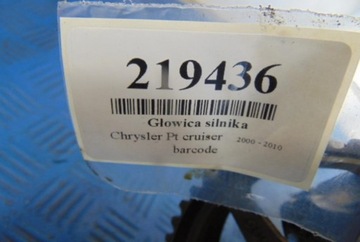 219436
Głowica silnika
Chrysler Pt cruiser 2000 - 2010
barcode